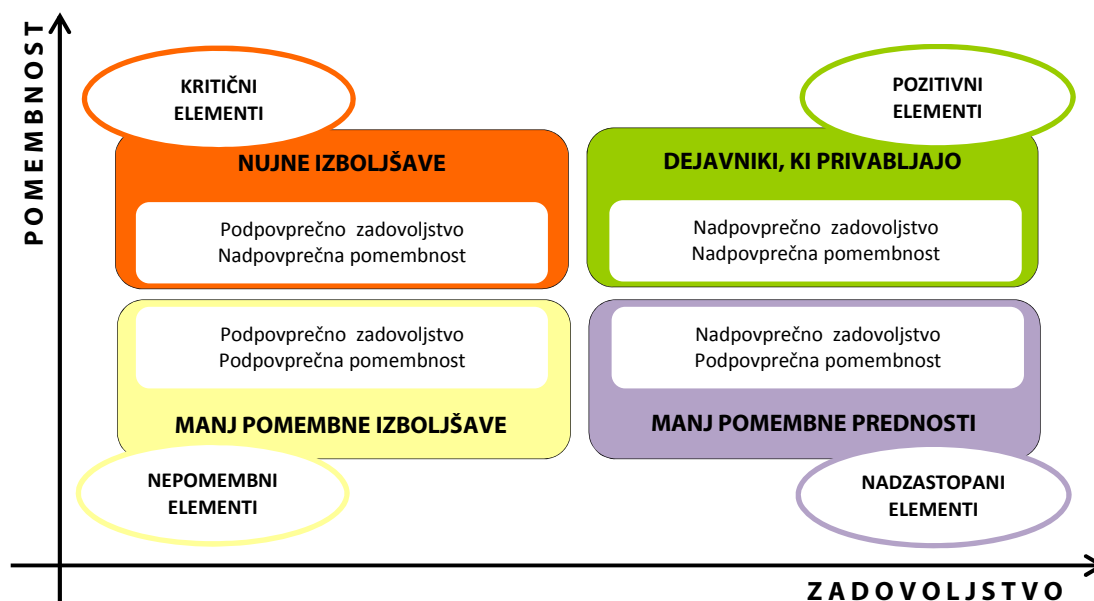 POMEMBNOST
KRITIČNI
ELEMENTI
POZITIVNI
ELEMENTI
NUJNE IZBOLJŠAVE
DEJAVNIKI, KI PRIVABLJAJO
Podpovprečno zadovoljstvo
Nadpovprečna pomembnost
Nadpovprečno zadovoljstvo
Nadpovprečna pomembnost
Podpovprečno zadovoljstvo
Podpovprečna pomembnost
Nadpovprečno zadovoljstvo
Podpovprečna pomembnost
MANJ POMEMBNE IZBOLJŠAVE
MANJ POMEMBNE PREDNOSTI
NEPOMEMBNI
ELEMENTI
NADZASTOPANI
ELEMENTI
ZADOVOLJSTVO